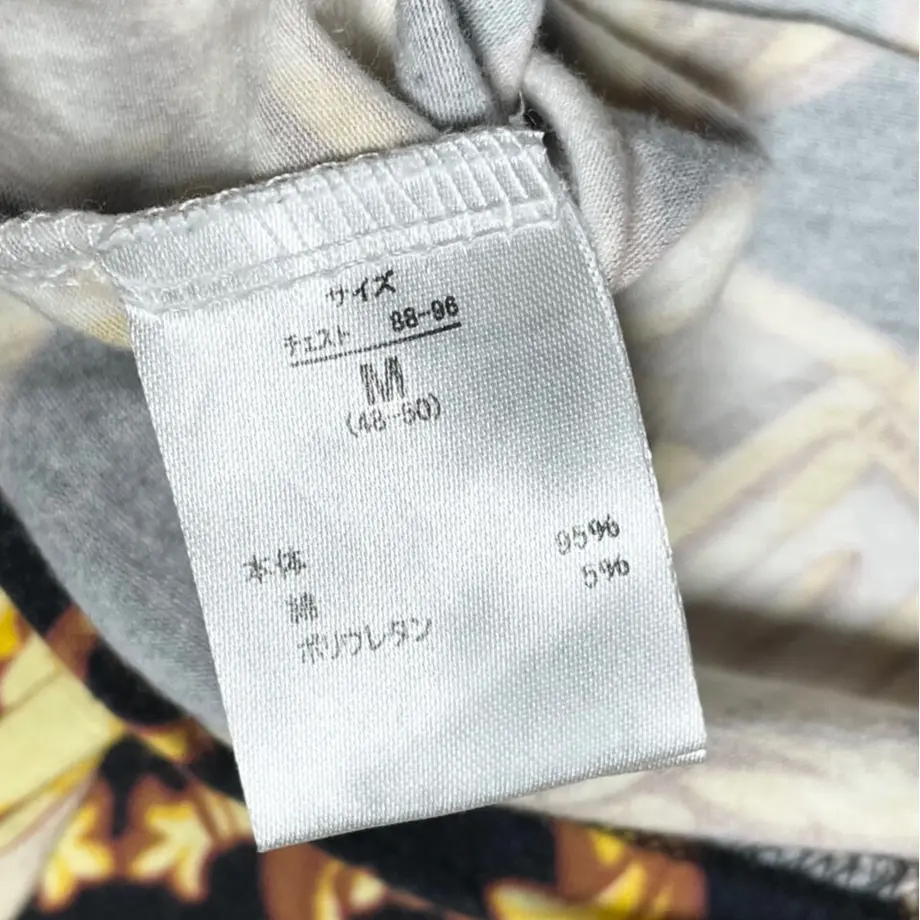 サイズ
チェスト 88-96
M
(48-50)
本体
綿 95%
ポリウレタン 5%